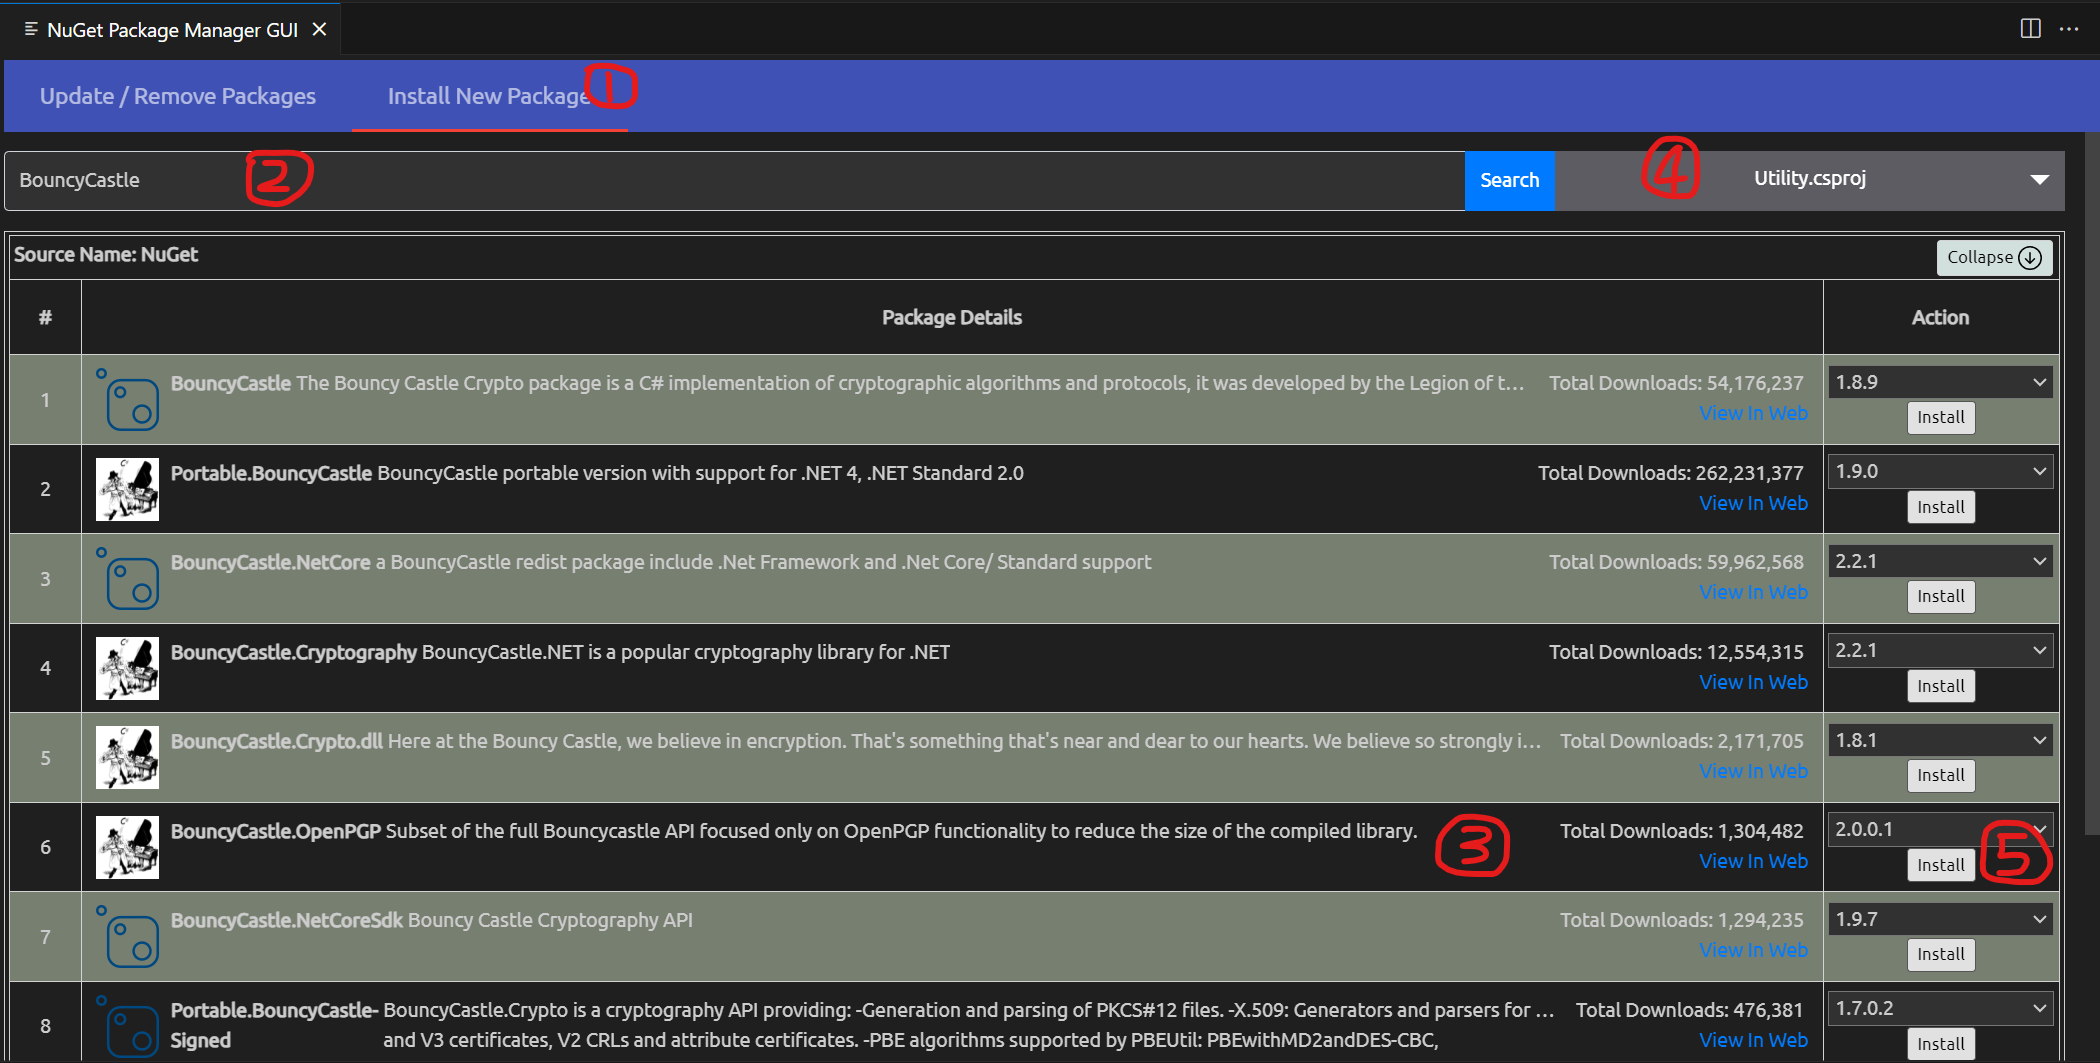 NuGet Package Manager GUI
Update / Remove Packages Install New Package 1
BouncyCastle 2 Search 4 Utility.csproj
Source Name: NuGet Collapse
# Package Details Action
1 BouncyCastle The Bouncy Castle Crypto package is a C# implementation of cryptographic algorithms and protocols, it was developed by the Legion of t... Total Downloads: 54,176,237 1.8.9
View In Web Install
2 Portable.BouncyCastle BouncyCastle portable version with support for .NET 4, .NET Standard 2.0 Total Downloads: 262,231,377 1.9.0
View In Web Install
3 BouncyCastle.NetCore a BouncyCastle redist package include .Net Framework and .Net Core/ Standard support Total Downloads: 59,962,568 2.2.1
View In Web Install
4 BouncyCastle.Cryptography BouncyCastle.NET is a popular cryptography library for .NET Total Downloads: 12,554,315 2.2.1
View In Web Install
5 BouncyCastle.Crypto.dll Here at the Bouncy Castle, we believe in encryption. That's something that's near and dear to our hearts. We believe so strongly i... Total Downloads: 2,171,705 1.8.1
View In Web Install
6 BouncyCastle.OpenPGP Subset of the full Bouncycastle API focused only on OpenPGP functionality to reduce the size of the compiled library. 3 Total Downloads: 1,304,482 2.0.0.1
View In Web Install 5
7 BouncyCastle.NetCoreSdk Bouncy Castle Cryptography API Total Downloads: 1,294,235 1.9.7
View In Web Install
8 Portable.BouncyCastle- BouncyCastle.Crypto is a cryptography API providing: -Generation and parsing of PKCS#12 files. -X.509: Generators and parsers for ... Total Downloads: 476,381 1.7.0.2
Signed and V3 certificates, V2 CRLs and attribute certificates. -PBE algorithms supported by PBEUtil: PBEwithMD2andDES-CBC, View In Web Install